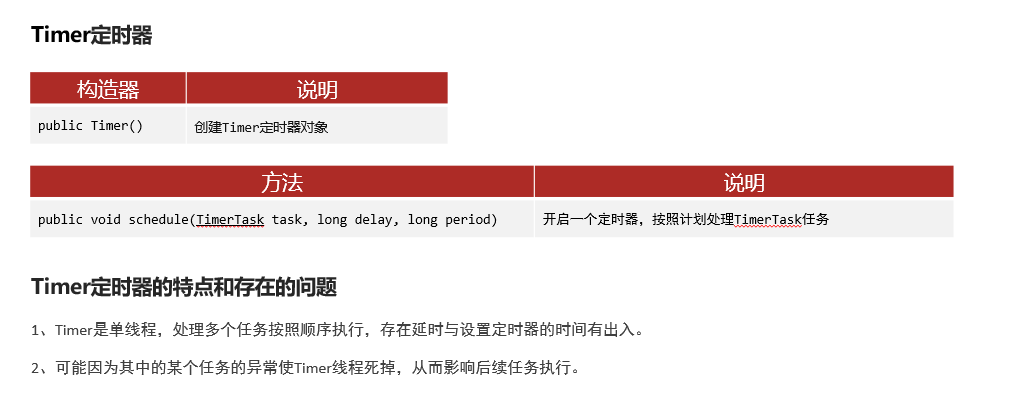 Timer定时器
构造器 说明
public Timer() 创建Timer定时器对象
方法 说明
public void schedule(TimerTask task, long delay, long period) 开启一个定时器，按照计划处理TimerTask任务
Timer定时器的特点和存在的问题
1、Timer是单线程，处理多个任务按照顺序执行，存在延时与设置定时器的时间有出入。
2、可能因为其中的某个任务的异常使Timer线程死掉，从而影响后续任务执行。